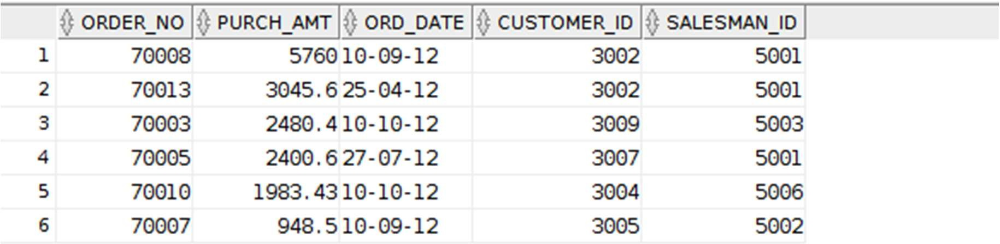 ORDER_NO PURCH_AMT ORD_DATE CUSTOMER_ID SALESMAN_ID
1 70008 5760 10-09-12 3002 5001
2 70013 3045.6 25-04-12 3002 5001
3 70003 2480.4 10-10-12 3009 5003
4 70005 2400.6 27-07-12 3007 5001
5 70010 1983.43 10-10-12 3004 5006
6 70007 948.5 10-09-12 3005 5002